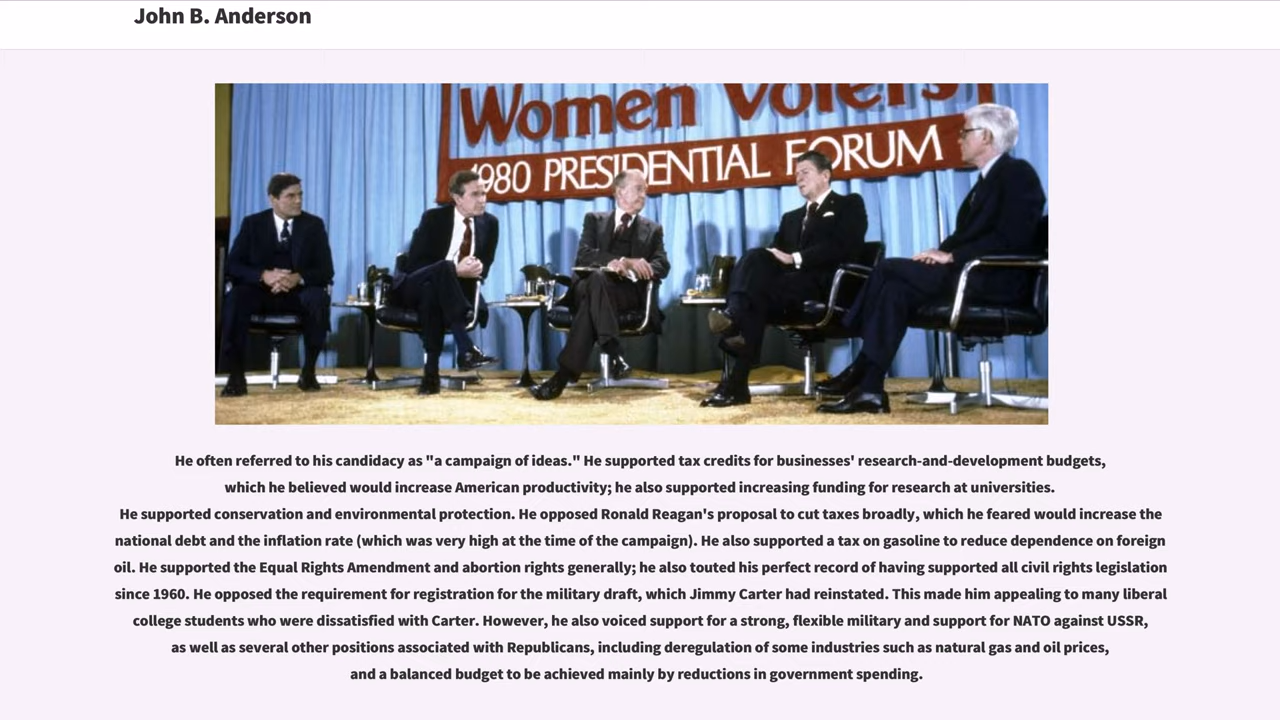 John B. Anderson
Women Voters
1980 PRESIDENTIAL FORUM
He often referred to his candidacy as "a campaign of ideas." He supported tax credits for businesses' research-and-development budgets,
which he believed would increase American productivity; he also supported increasing funding for research at universities.
He supported conservation and environmental protection. He opposed Ronald Reagan's proposal to cut taxes broadly, which he feared would increase the
national debt and the inflation rate (which was very high at the time of the campaign). He also supported a tax on gasoline to reduce dependence on foreign
oil. He supported the Equal Rights Amendment and abortion rights generally; he also touted his perfect record of having supported all civil rights legislation
since 1960. He opposed the requirement for registration for the military draft, which Jimmy Carter had reinstated. This made him appealing to many liberal
college students who were dissatisfied with Carter. However, he also voiced support for a strong, flexible military and support for NATO against USSR,
as well as several other positions associated with Republicans, including deregulation of some industries such as natural gas and oil prices,
and a balanced budget to be achieved mainly by reductions in government spending.